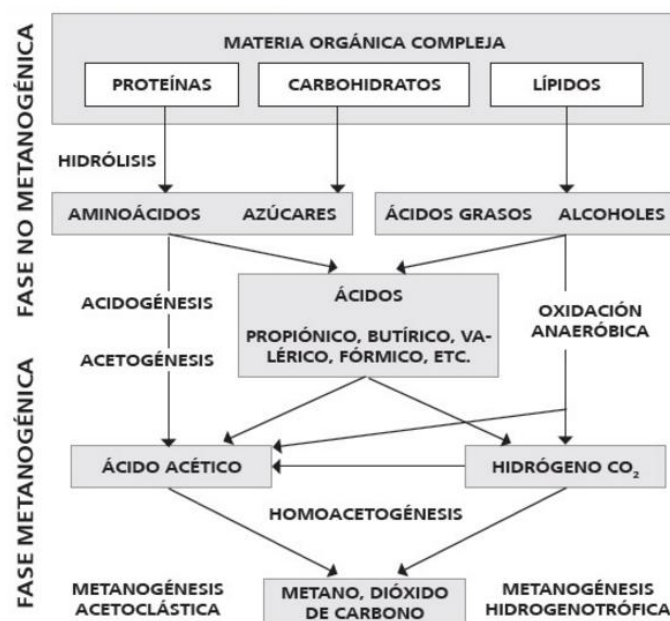 FASE NO METANOGÉNICA
MATERIA ORGÁNICA COMPLEJA
PROTEÍNAS
CARBOHIDRATOS
LÍPIDOS
HIDRÓLISIS
AMINOÁCIDOS AZÚCARES
ÁCIDOS GRASOS ALCOHOLES
ACIDOGÉNESIS
ACETOGÉNESIS
ÁCIDOS
PROPIÓNICO, BUTÍRICO, VA-
LÉRICO, FÓRMICO, ETC.
OXIDACIÓN
ANAERÓBICA
FASE METANOGÉNICA
ÁCIDO ACÉTICO
HIDRÓGENO CO₂
HOMOACETOGÉNESIS
METANOGÉNESIS
ACETOCLÁSTICA
METANO, DIÓXIDO
DE CARBONO
METANOGÉNESIS
HIDROGENOTRÓFICA